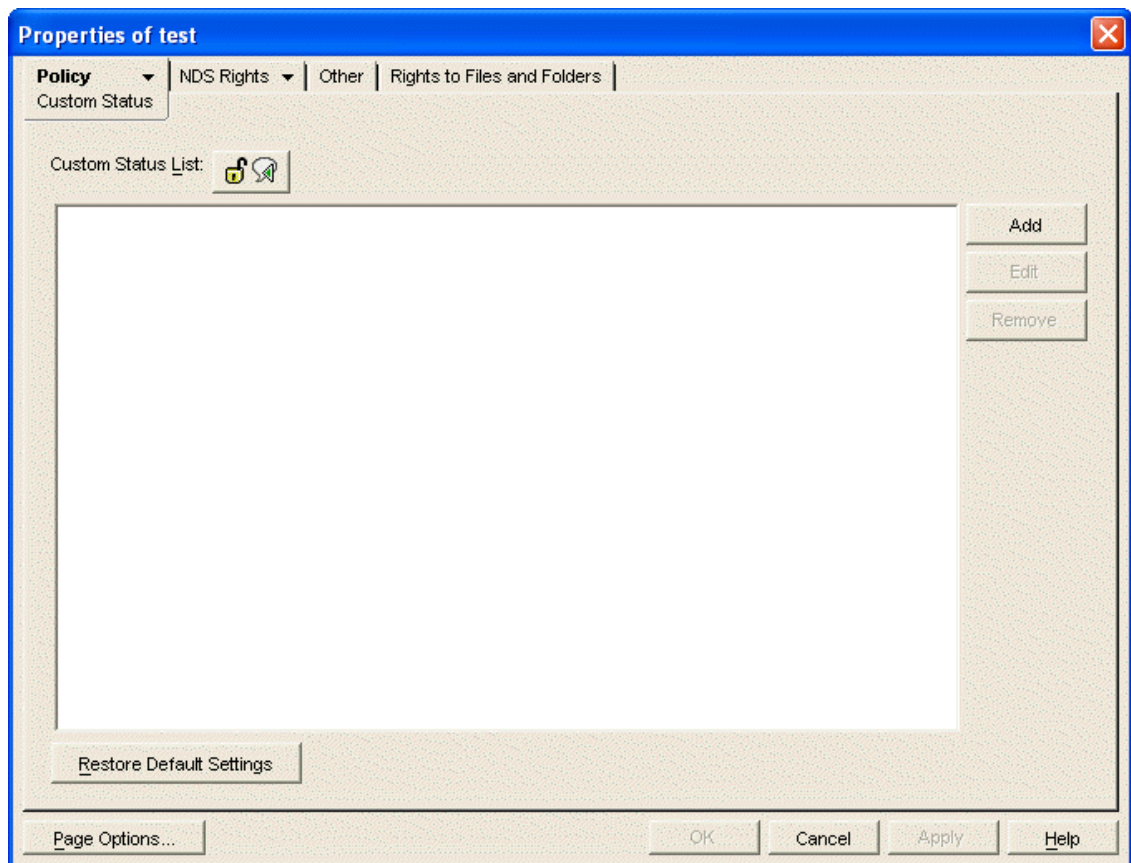 Properties of test
Policy NDS Rights Other Rights to Files and Folders
Custom Status
Custom Status List:
Add
Edit
Remove
Restore Default Settings
Page Options... OK Cancel Apply Help